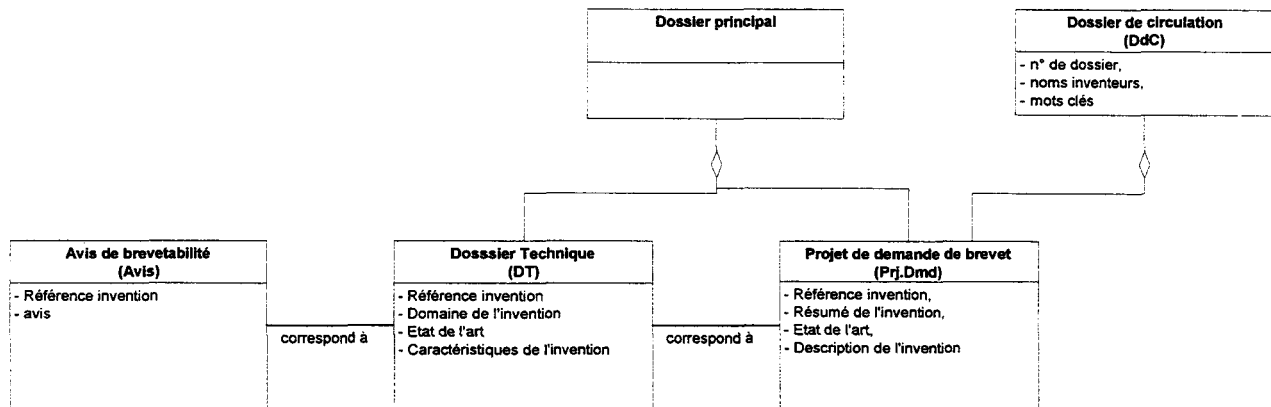 Dossier principal
Dossier de circulation
(DdC)
- n° de dossier,
- noms inventeurs,
- mots clés
Avis de brevetabilité
(Avis)
- Référence invention
- avis
correspond à
Dosssier Technique
(DT)
- Référence invention
- Domaine de l'invention
- Etat de l'art
- Caractéristiques de l'invention
correspond à
Projet de demande de brevet
(Prj.Dmd)
- Référence invention,
- Résumé de l'invention,
- Etat de l'art,
- Description de l'invention